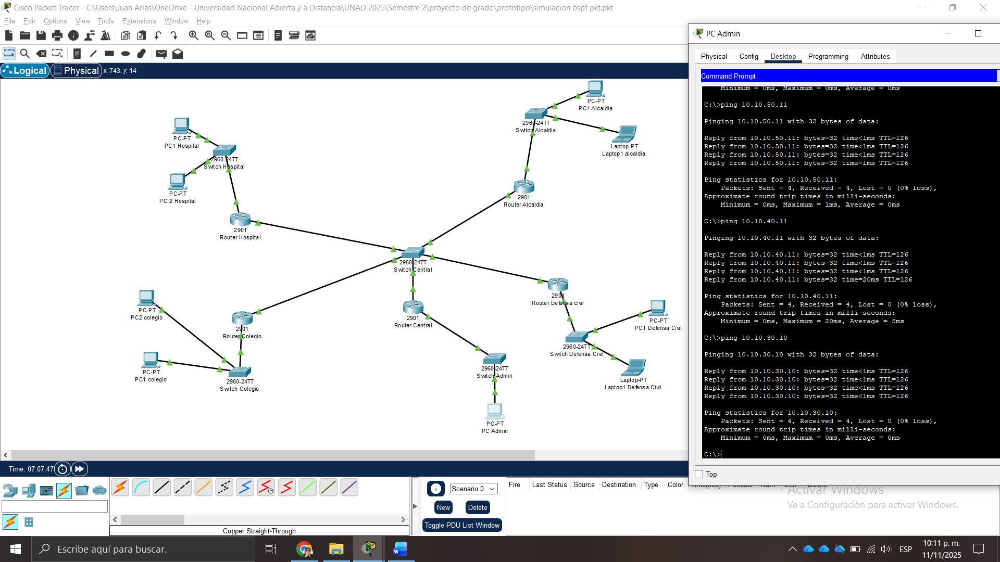 Cisco Packet Tracer - C:\Users\Juan Arias\OneDrive - Universidad Nacional Abierta y a Distancia\UNAD 2025\Semestre 2\proyecto de grado\prototipo\simulacion ospf pkt.pkt
File Edit Options View Tools Extensions Window Help
Logical Physical x: 743, y: 14
PC-PT
PC1 Hospital
2960-24TT
Switch Hospital
PC-PT
PC 2 Hospital
2901
Router Hospital
PC-PT
PC1 Alcaldia
2960-24TT
Switch Alcaldia
Laptop-PT
Laptop1 alcaldia
2901
Router Alcaldia
2960-24TT
Switch Central
2901
Router Defensa civil
PC-PT
PC2 colegio
2901
Router Colegio
2901
Router Central
PC-PT
PC1 Defensa Civil
2960-24TT
Switch Defensa Civil
PC-PT
PC1 colegio
2960-24TT
Switch Colegio
2960-24TT
Switch Admin
Laptop-PT
Laptop1 Defensa Civil
PC-PT
PC Admin
PC Admin
Physical Config Desktop Programming Attributes
Command Prompt
Minimum = 0ms, Maximum = 0ms, Average = 0ms
C:\>ping 10.10.50.11
Pinging 10.10.50.11 with 32 bytes of data:
Reply from 10.10.50.11: bytes=32 time<1ms TTL=126
Reply from 10.10.50.11: bytes=32 time<1ms TTL=126
Reply from 10.10.50.11: bytes=32 time<1ms TTL=126
Reply from 10.10.50.11: bytes=32 time=1ms TTL=126
Ping statistics for 10.10.50.11:
Packets: Sent = 4, Received = 4, Lost = 0 (0% loss),
Approximate round trip times in milli-seconds:
Minimum = 0ms, Maximum = 1ms, Average = 0ms
C:\>ping 10.10.40.11
Pinging 10.10.40.11 with 32 bytes of data:
Reply from 10.10.40.11: bytes=32 time<1ms TTL=126
Reply from 10.10.40.11: bytes=32 time<1ms TTL=126
Reply from 10.10.40.11: bytes=32 time<1ms TTL=126
Reply from 10.10.40.11: bytes=32 time=20ms TTL=126
Ping statistics for 10.10.40.11:
Packets: Sent = 4, Received = 4, Lost = 0 (0% loss),
Approximate round trip times in milli-seconds:
Minimum = 0ms, Maximum = 20ms, Average = 5ms
C:\>ping 10.10.30.10
Pinging 10.10.30.10 with 32 bytes of data:
Reply from 10.10.30.10: bytes=32 time<1ms TTL=126
Reply from 10.10.30.10: bytes=32 time<1ms TTL=126
Reply from 10.10.30.10: bytes=32 time<1ms TTL=126
Reply from 10.10.30.10: bytes=32 time<1ms TTL=126
Ping statistics for 10.10.30.10:
Packets: Sent = 4, Received = 4, Lost = 0 (0% loss),
Approximate round trip times in milli-seconds:
Minimum = 0ms, Maximum = 0ms, Average = 0ms
C:\>
Top
Time: 07:07:47
Scenario 0
New Delete
Toggle PDU List Window
Fire Last Status Source Destination Type Color
Copper Straight-Through
Activar Windows
Ve a Configuración para activar Windows.
Escribe aquí para buscar.
ESP
10:11 p. m.
11/11/2025